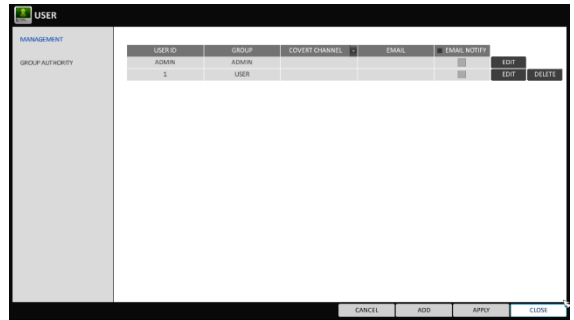 USER
MANAGEMENT
GROUP AUTHORITY
USER ID GROUP COVERT CHANNEL EMAIL EMAIL NOTIFY
ADMIN ADMIN EDIT
1 USER EDIT DELETE
CANCEL ADD APPLY CLOSE